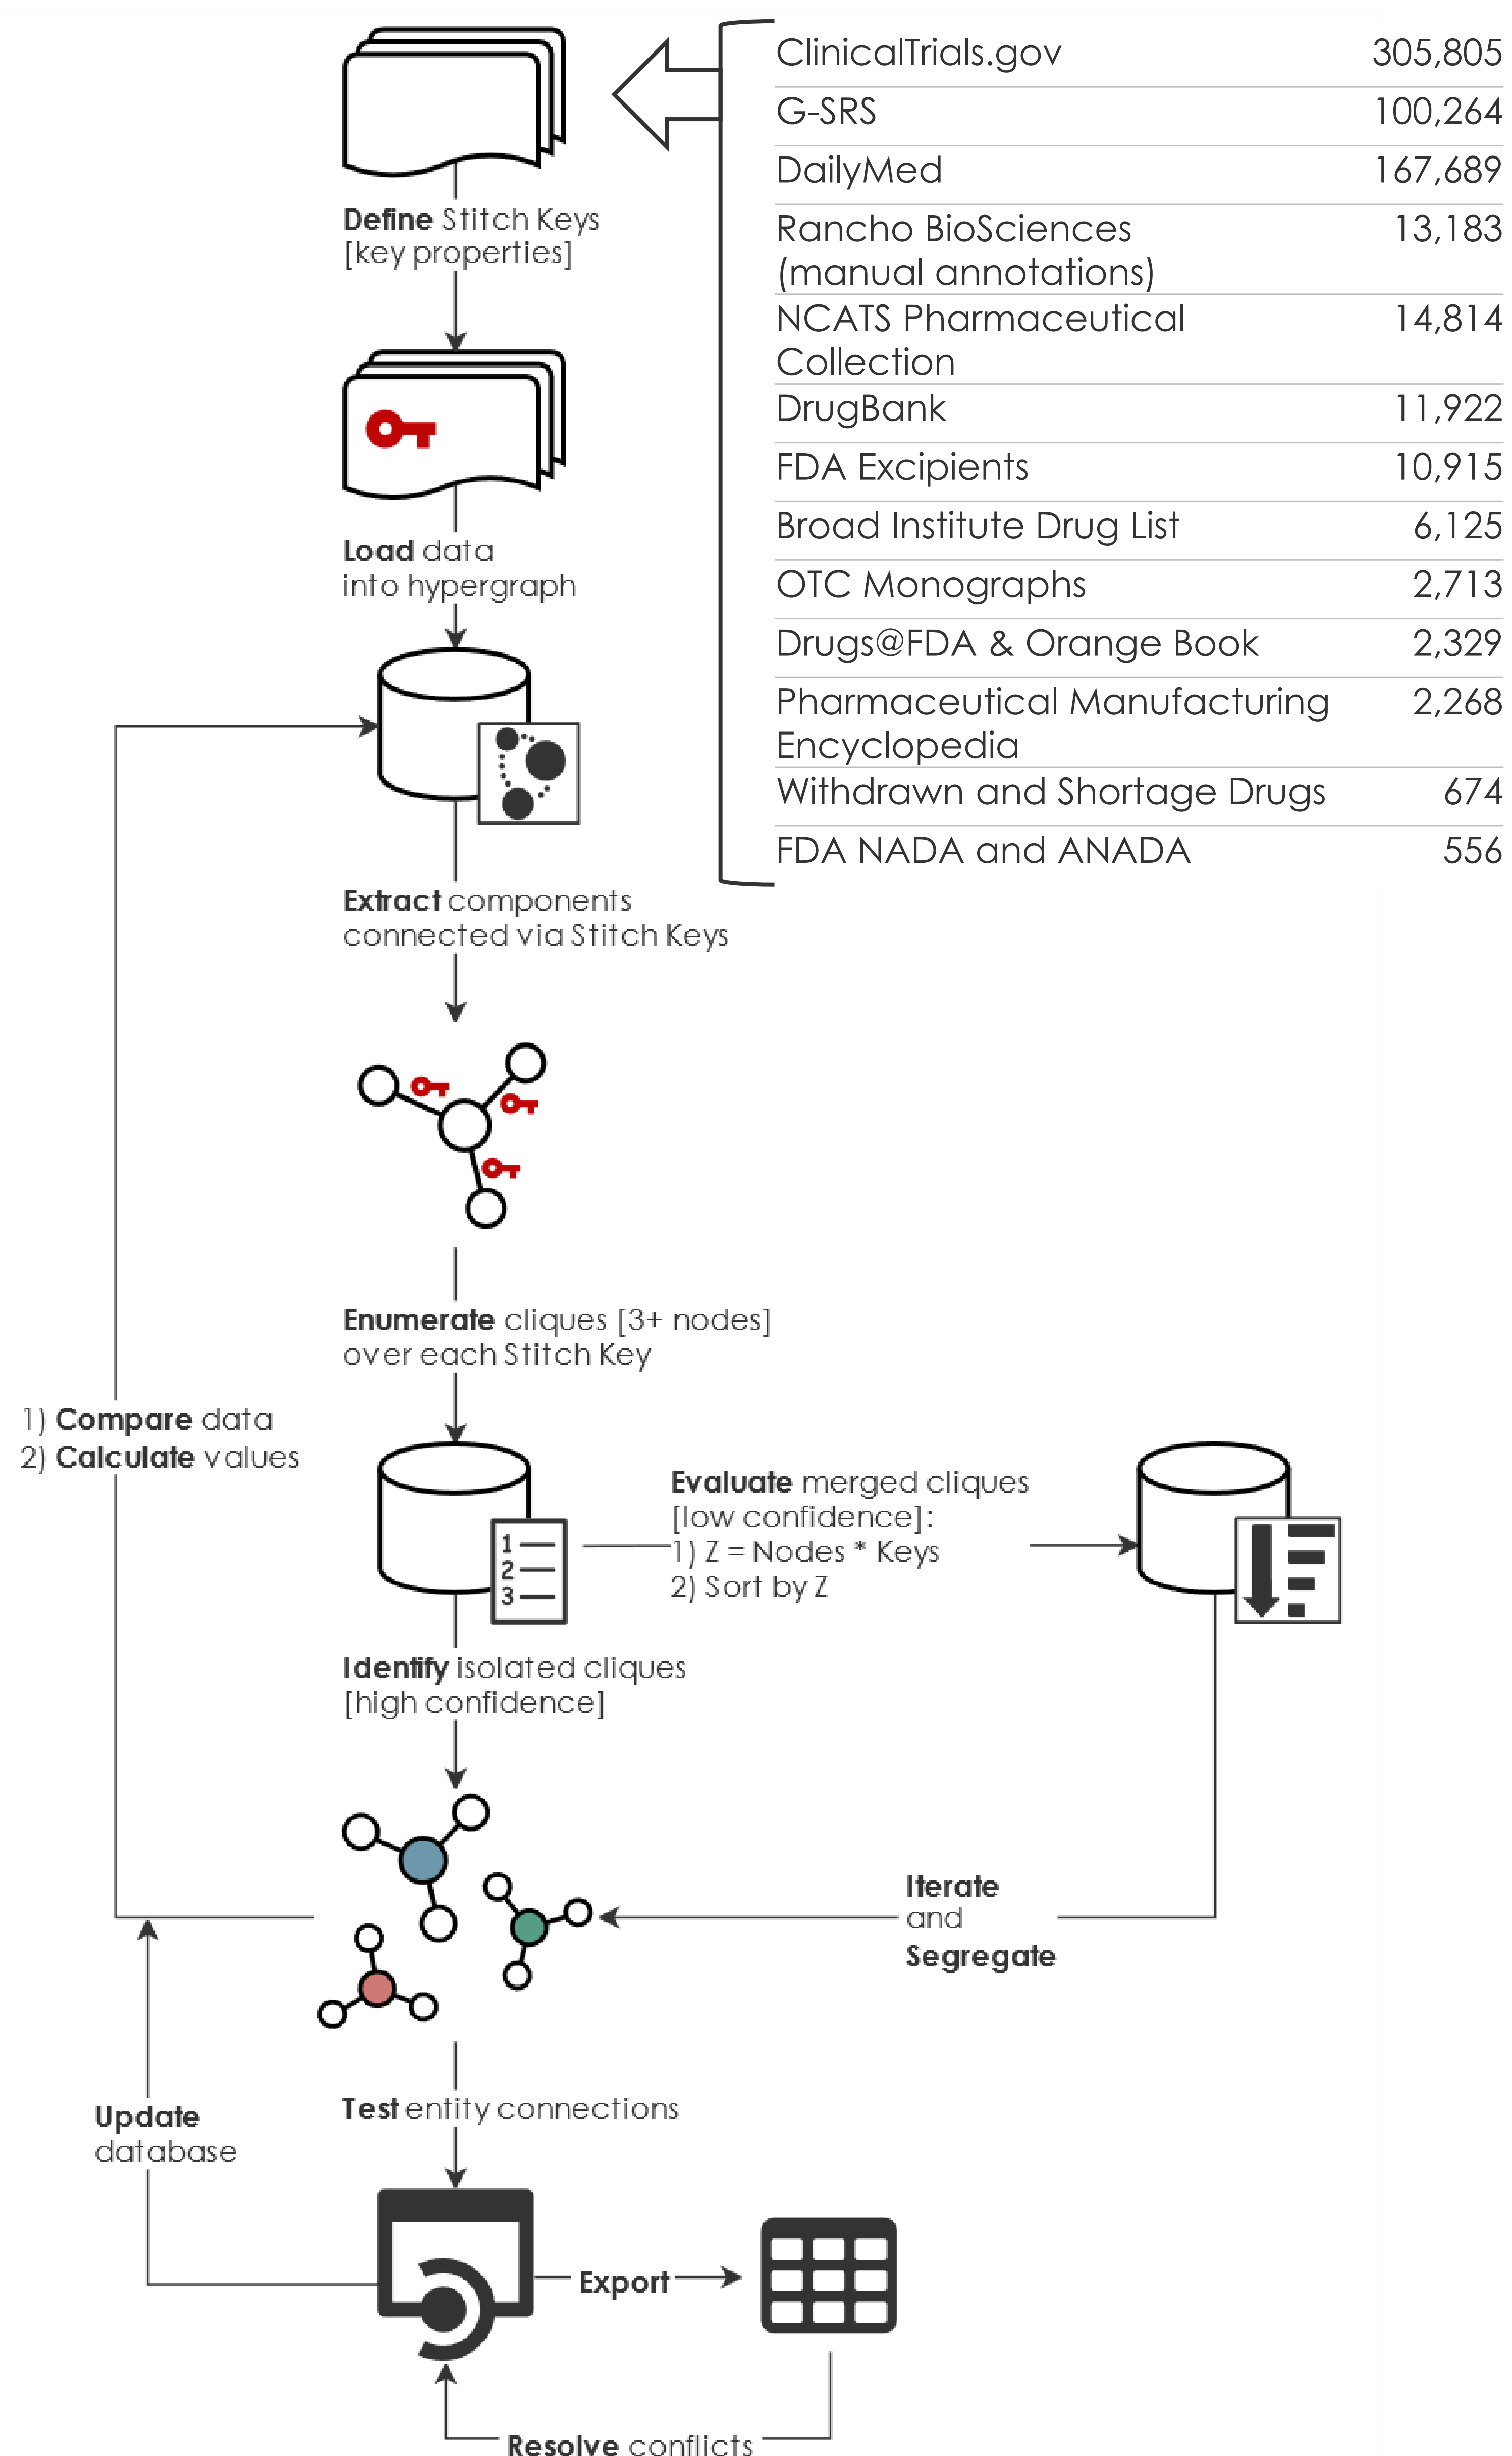 ClinicalTrials.gov 305,805
G-SRS 100,264
DailyMed 167,689
Rancho BioSciences 13,183
(manual annotations)
NCATS Pharmaceutical 14,814
Collection
DrugBank 11,922
FDA Excipients 10,915
Broad Institute Drug List 6,125
OTC Monographs 2,713
Drugs@FDA & Orange Book 2,329
Pharmaceutical Manufacturing 2,268
Encyclopedia
Withdrawn and Shortage Drugs 674
FDA NADA and ANADA 556
Define Stitch Keys
[key properties]
Load data
into hypergraph
Extract components
connected via Stitch Keys
Enumerate cliques [3+ nodes]
over each Stitch Key
1) Compare data
2) Calculate values
1
2
3
Evaluate merged cliques
[low confidence]:
1) Z = Nodes * Keys
2) Sort by Z
Identify isolated cliques
[high confidence]
Iterate
and
Segregate
Test entity connections
Update
database
Export
Resolve conflicts